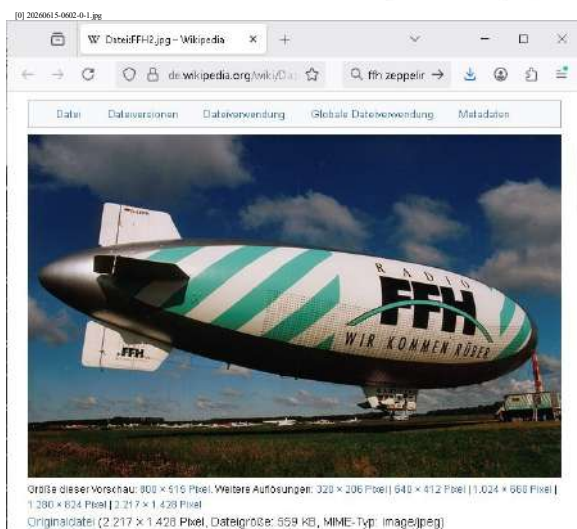 [0] 20260615-0602-0-1.jpg
W Datei:FFH2.jpg – Wikipedia
de.wikipedia.org/wiki/Da
ffh zeppelin
Datei Dateiversionen Dateiverwendung Globale Dateiverwendung Metadaten
RADIO
FFH
WIR KOMMEN RÜBER
FFH
Größe dieser Vorschau: 800 × 515 Pixel. Weitere Auflösungen: 320 × 206 Pixel | 640 × 412 Pixel | 1.024 × 660 Pixel |
1.280 × 824 Pixel | 2.217 × 1.428 Pixel
Originaldatei (2.217 × 1.428 Pixel, Dateigröße: 559 KB, MIME-Typ: image/jpeg)